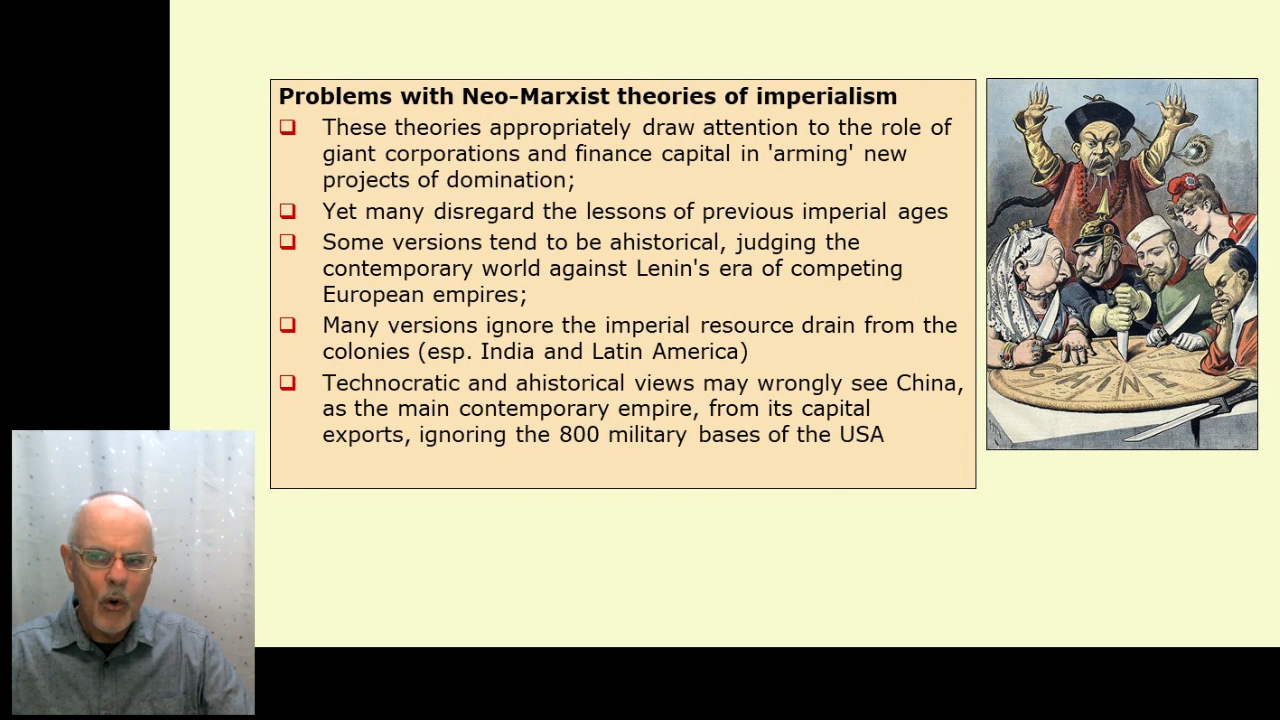 Problems with Neo-Marxist theories of imperialism
These theories appropriately draw attention to the role of
giant corporations and finance capital in 'arming' new
projects of domination;
Yet many disregard the lessons of previous imperial ages
Some versions tend to be ahistorical, judging the
contemporary world against Lenin's era of competing
European empires;
Many versions ignore the imperial resource drain from the
colonies (esp. India and Latin America)
Technocratic and ahistorical views may wrongly see China,
as the main contemporary empire, from its capital
exports, ignoring the 800 military bases of the USA
CHINE